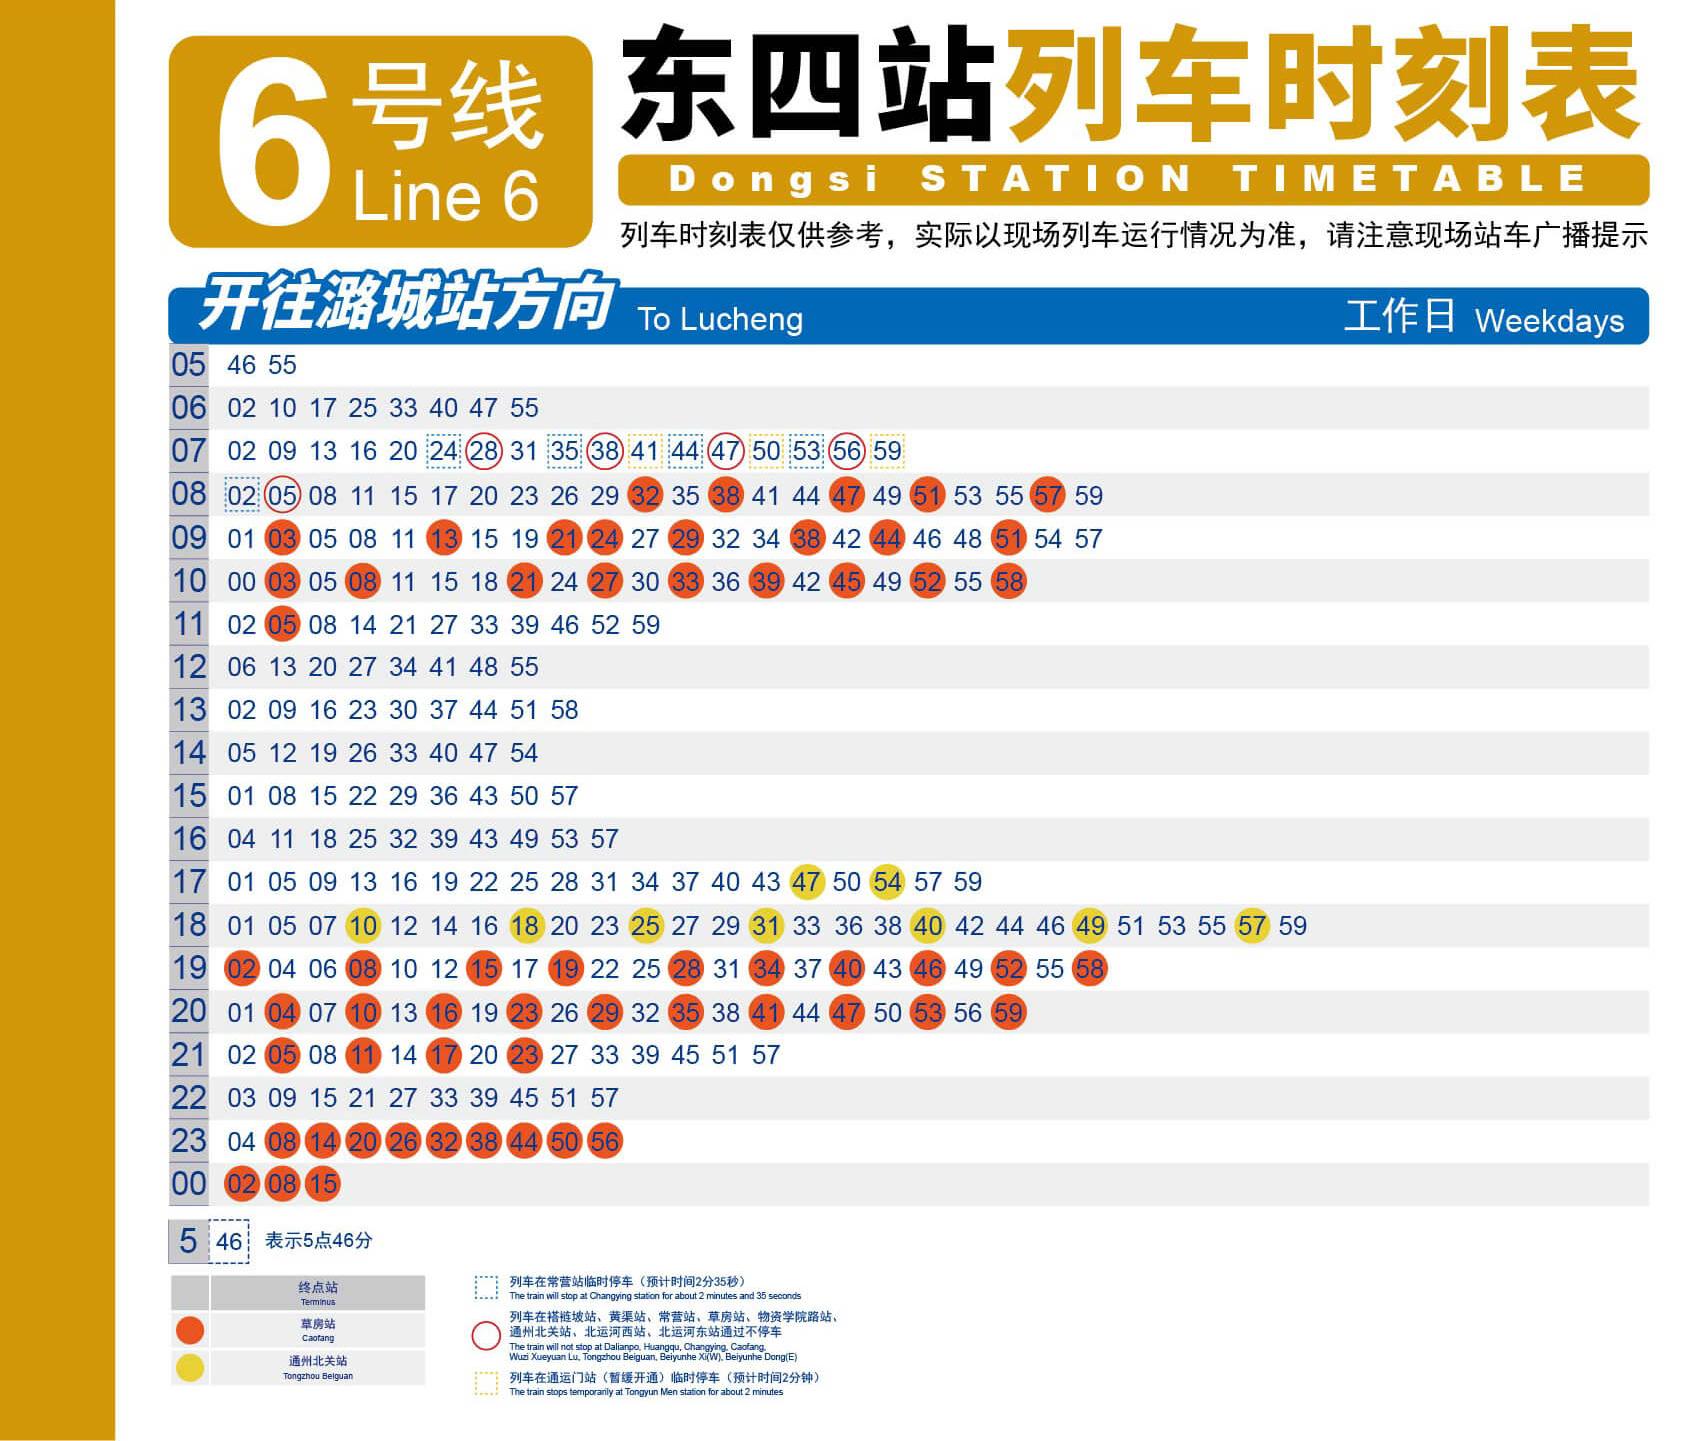 6号线
Line 6
东四站列车时刻表
Dongsi STATION TIMETABLE
列车时刻表仅供参考，实际以现场列车运行情况为准，请注意现场站车广播提示
开往潞城站方向 To Lucheng 工作日 Weekdays
05 46 55
06 02 10 17 25 33 40 47 55
07 02 09 13 16 20 24 28 31 35 38 41 44 47 50 53 56 59
08 02 05 08 11 15 17 20 23 26 29 32 35 38 41 44 47 49 51 53 55 57 59
09 01 03 05 08 11 13 15 19 21 24 27 29 32 34 38 42 44 46 48 51 54 57
10 00 03 05 08 11 15 18 21 24 27 30 33 36 39 42 45 49 52 55 58
11 02 05 08 14 21 27 33 39 46 52 59
12 06 13 20 27 34 41 48 55
13 02 09 16 23 30 37 44 51 58
14 05 12 19 26 33 40 47 54
15 01 08 15 22 29 36 43 50 57
16 04 11 18 25 32 39 43 49 53 57
17 01 05 09 13 16 19 22 25 28 31 34 37 40 43 47 50 54 57 59
18 01 05 07 10 12 14 16 18 20 23 25 27 29 31 33 36 38 40 42 44 46 49 51 53 55 57 59
19 02 04 06 08 10 12 15 17 19 22 25 28 31 34 37 40 43 46 49 52 55 58
20 01 04 07 10 13 16 19 23 26 29 32 35 38 41 44 47 50 53 56 59
21 02 05 08 11 14 17 20 23 27 33 39 45 51 57
22 03 09 15 21 27 33 39 45 51 57
23 04 08 14 20 26 32 38 44 50 56
00 02 08 15
5 46 表示5点46分
终点站
Terminus
草房站
Caofang
通州北关站
Tongzhou Beiguan
列车在常营站临时停车（预计时间2分35秒）
The train will stop at Changying station for about 2 minutes and 35 seconds
列车在褡裢坡站、黄渠站、常营站、草房站、物资学院路站、
通州北关站、北运河西站、北运河东站通过不停车
The train will not stop at Dalianpo, Huangqu, Changying, Caofang,
Wuzi Xueyuan Lu, Tongzhou Beiguan, Beiyunhe Xi(W), Beiyunhe Dong(E)
列车在通运门站（暂缓开通）临时停车（预计时间2分钟）
The train stops temporarily at Tongyun Men station for about 2 minutes